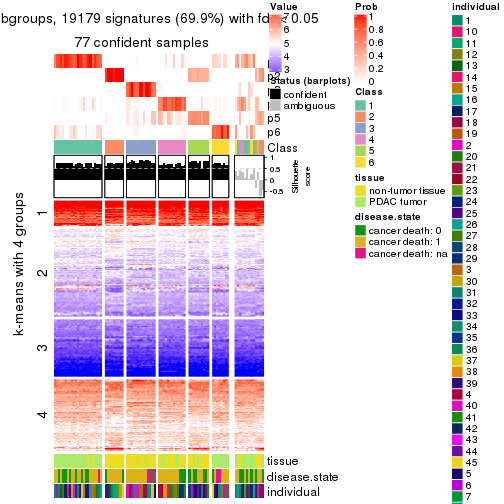 bgroups, 19179 signatures (69.9%) with fd 0.05
77 confident samples
p5
p6
Class
1
0.5
0
-0.5
Silhouette
score
k-means with 4 groups
1
2
3
4
tissue
disease.state
individual
Value
7
6
5
4
3
Status (barplots)
confident
ambiguous
Prob
1
0.8
0.6
0.4
0.2
0
Class
1
2
3
4
5
6
tissue
non-tumor tissue
PDAC tumor
disease.state
cancer death: 0
cancer death: 1
cancer death: na
individual
1
10
11
12
13
14
15
16
17
18
19
2
20
21
22
23
24
25
26
27
28
29
3
30
31
32
33
34
35
36
37
38
39
4
40
41
42
43
44
45
5
6
7